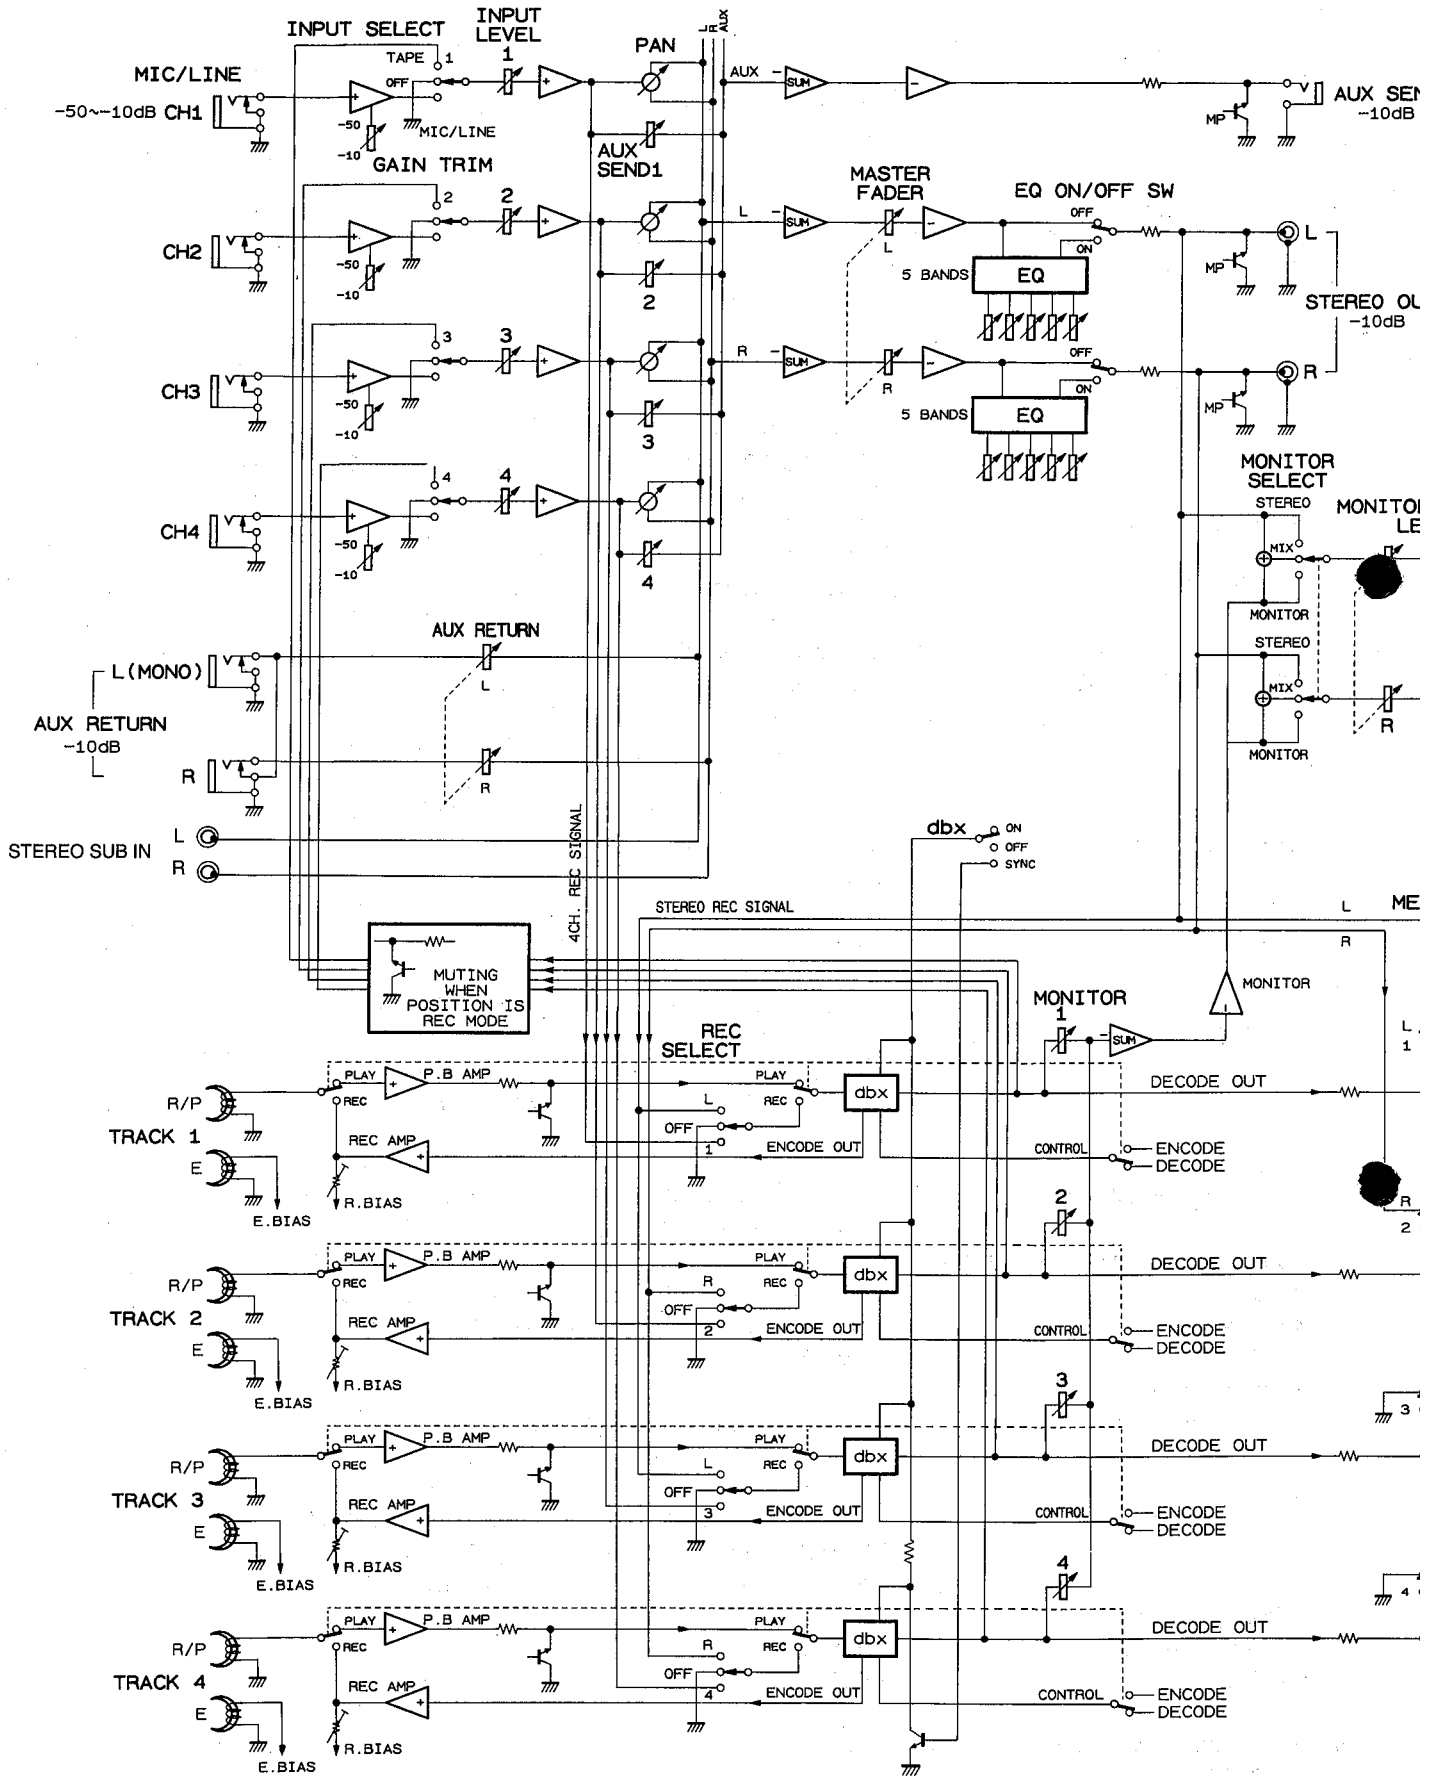 INPUT SELECT
INPUT
LEVEL
1
PAN
L
R
AUX
MIC/LINE
-50~-10dB CH1
TAPE
1
OFF
MIC/LINE
+
+
-50
-10
GAIN TRIM
AUX
SEND1
AUX
-
SUM
-
MP
-10dB
CH2
2
2
+
+
-50
-10
2
L
-
SUM
MASTER
FADER
L
-
EQ ON/OFF SW
OFF
ON
5 BANDS
EQ
MP
L
-10dB
CH3
3
3
+
+
-50
-10
3
R
-
SUM
R
-
OFF
ON
5 BANDS
EQ
MP
R
CH4
4
4
+
+
-50
-10
4
MONITOR
SELECT
STEREO
MIX
MONITOR
STEREO
MIX
MONITOR
R
AUX RETURN
L(MONO)
L
AUX RETURN
-10dB
R
R
STEREO SUB IN
L
R
4CH. REC SIGNAL
dbx
ON
OFF
SYNC
STEREO REC SIGNAL
L
R
MUTING
WHEN
POSITION IS
REC MODE
MONITOR
1
-
SUM
MONITOR
L
1
REC
SELECT
R/P
TRACK 1
E
E.BIAS
PLAY
REC
+
P.B AMP
REC AMP
+
R.BIAS
L
OFF
1
PLAY
REC
dbx
ENCODE OUT
DECODE OUT
CONTROL
ENCODE
DECODE
R
2
R/P
TRACK 2
E
E.BIAS
PLAY
REC
+
P.B AMP
REC AMP
+
R.BIAS
R
OFF
2
PLAY
REC
dbx
ENCODE OUT
2
DECODE OUT
CONTROL
ENCODE
DECODE
R/P
TRACK 3
E
E.BIAS
PLAY
REC
+
P.B AMP
REC AMP
+
R.BIAS
L
OFF
3
PLAY
REC
dbx
ENCODE OUT
3
DECODE OUT
CONTROL
ENCODE
DECODE
3
R/P
TRACK 4
E
E.BIAS
PLAY
REC
+
P.B AMP
REC AMP
+
R.BIAS
R
OFF
4
PLAY
REC
dbx
ENCODE OUT
4
DECODE OUT
CONTROL
ENCODE
DECODE
4